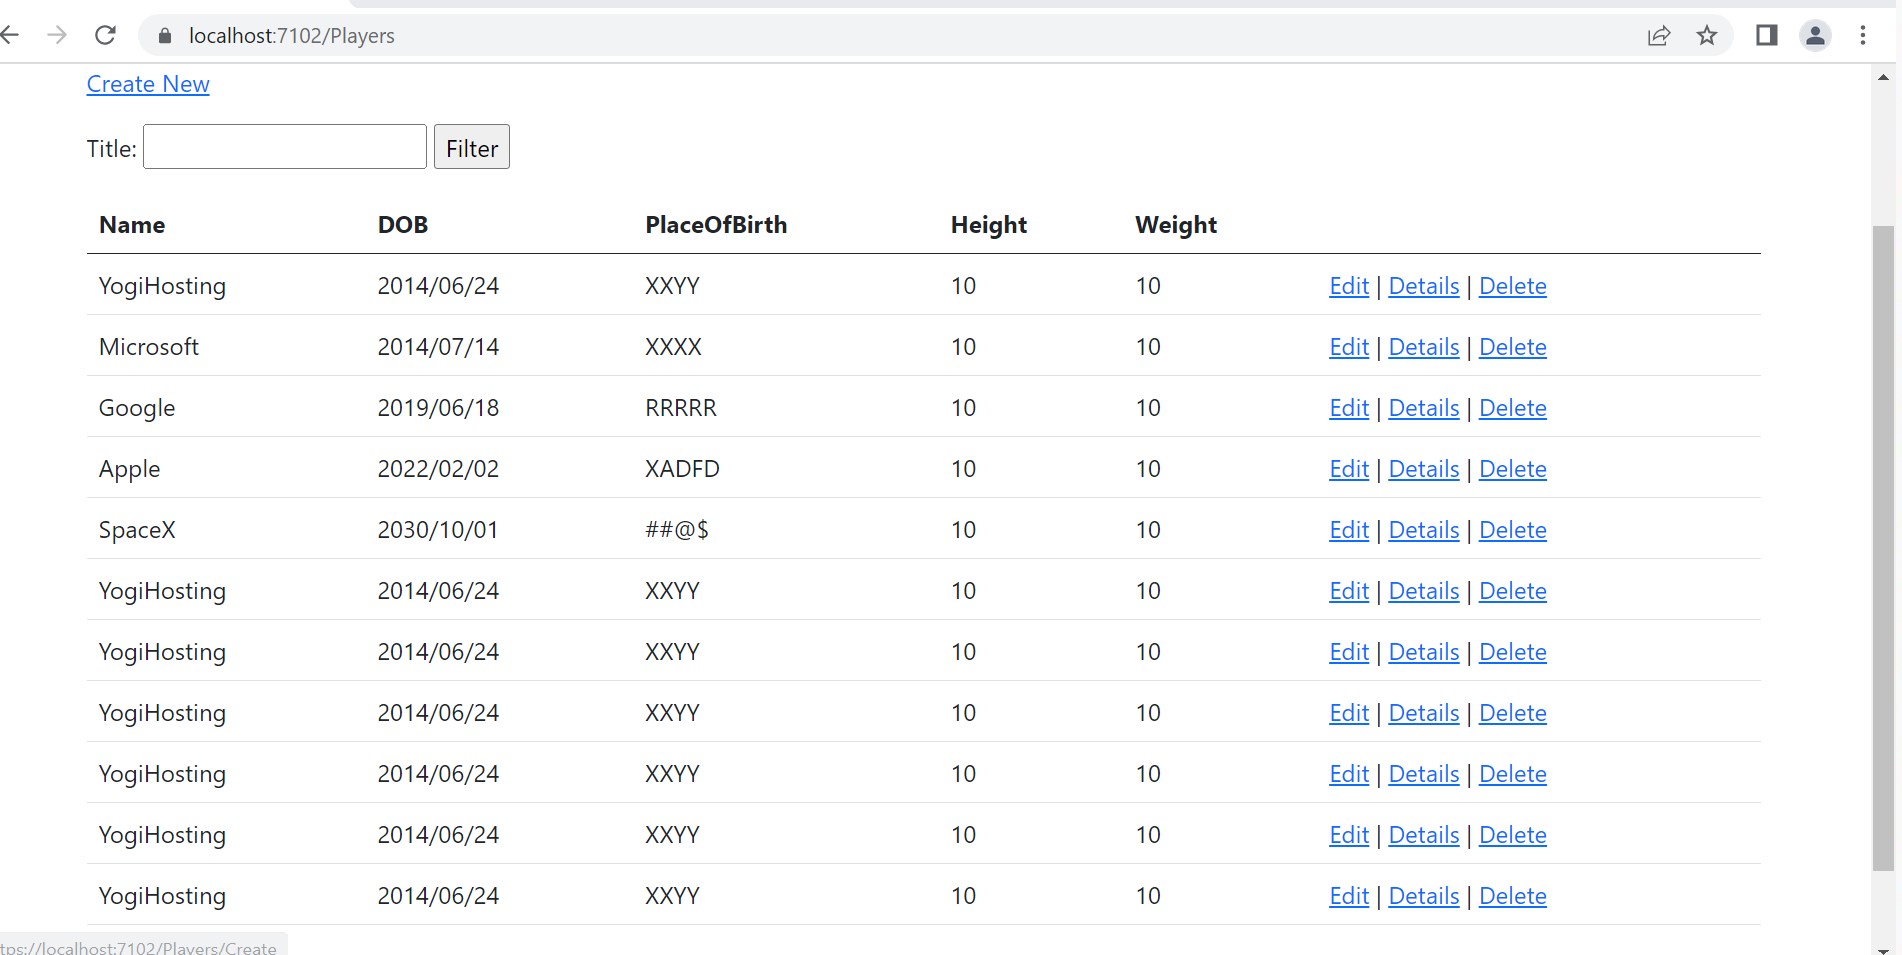 localhost:7102/Players
Create New
Title: Filter
Name DOB PlaceOfBirth Height Weight
YogiHosting 2014/06/24 XXYY 10 10 Edit | Details | Delete
Microsoft 2014/07/14 XXXX 10 10 Edit | Details | Delete
Google 2019/06/18 RRRRR 10 10 Edit | Details | Delete
Apple 2022/02/02 XADFD 10 10 Edit | Details | Delete
SpaceX 2030/10/01 ##@$ 10 10 Edit | Details | Delete
YogiHosting 2014/06/24 XXYY 10 10 Edit | Details | Delete
YogiHosting 2014/06/24 XXYY 10 10 Edit | Details | Delete
YogiHosting 2014/06/24 XXYY 10 10 Edit | Details | Delete
YogiHosting 2014/06/24 XXYY 10 10 Edit | Details | Delete
YogiHosting 2014/06/24 XXYY 10 10 Edit | Details | Delete
YogiHosting 2014/06/24 XXYY 10 10 Edit | Details | Delete
tps://localhost:7102/Players/Create